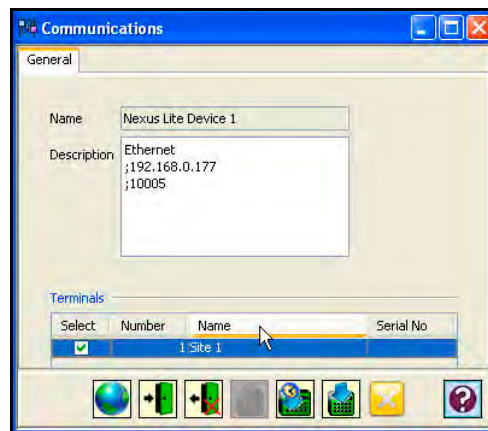 Communications
General
Name Nexus Lite Device 1
Description Ethernet
;192.168.0.177
;10005
Terminals
Select Number Name Serial No
1 Site 1